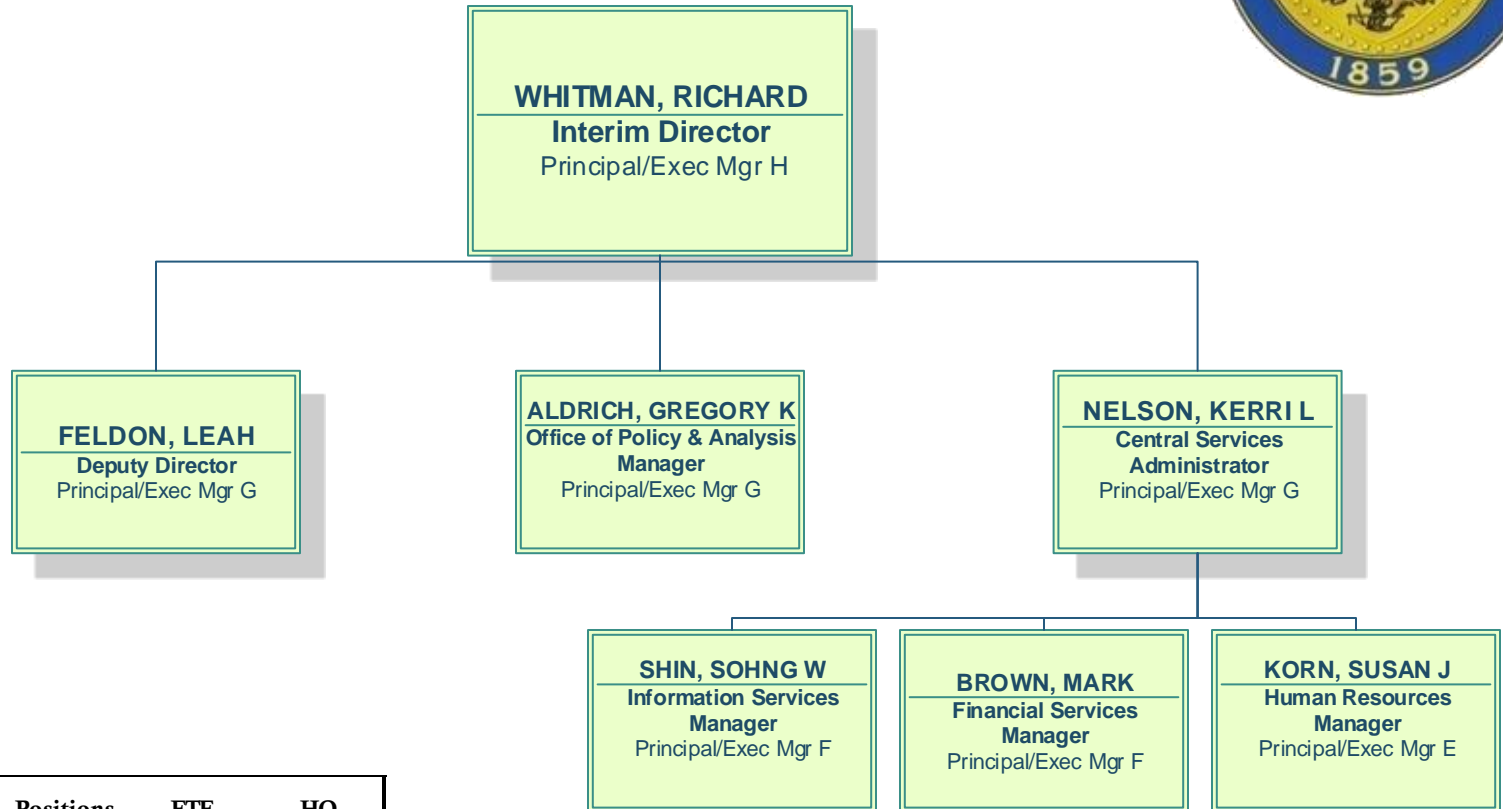 1859
WHITMAN, RICHARD
Interim Director
Principal/Exec Mgr H
FELDON, LEAH
Deputy Director
Principal/Exec Mgr G
ALDRICH, GREGORY K
Office of Policy & Analysis
Manager
Principal/Exec Mgr G
NELSON, KERRI L
Central Services
Administrator
Principal/Exec Mgr G
SHIN, SOHNG W
Information Services
Manager
Principal/Exec Mgr F
BROWN, MARK
Financial Services
Manager
Principal/Exec Mgr F
KORN, SUSAN J
Human Resources
Manager
Principal/Exec Mgr E
Positions FTE HQ